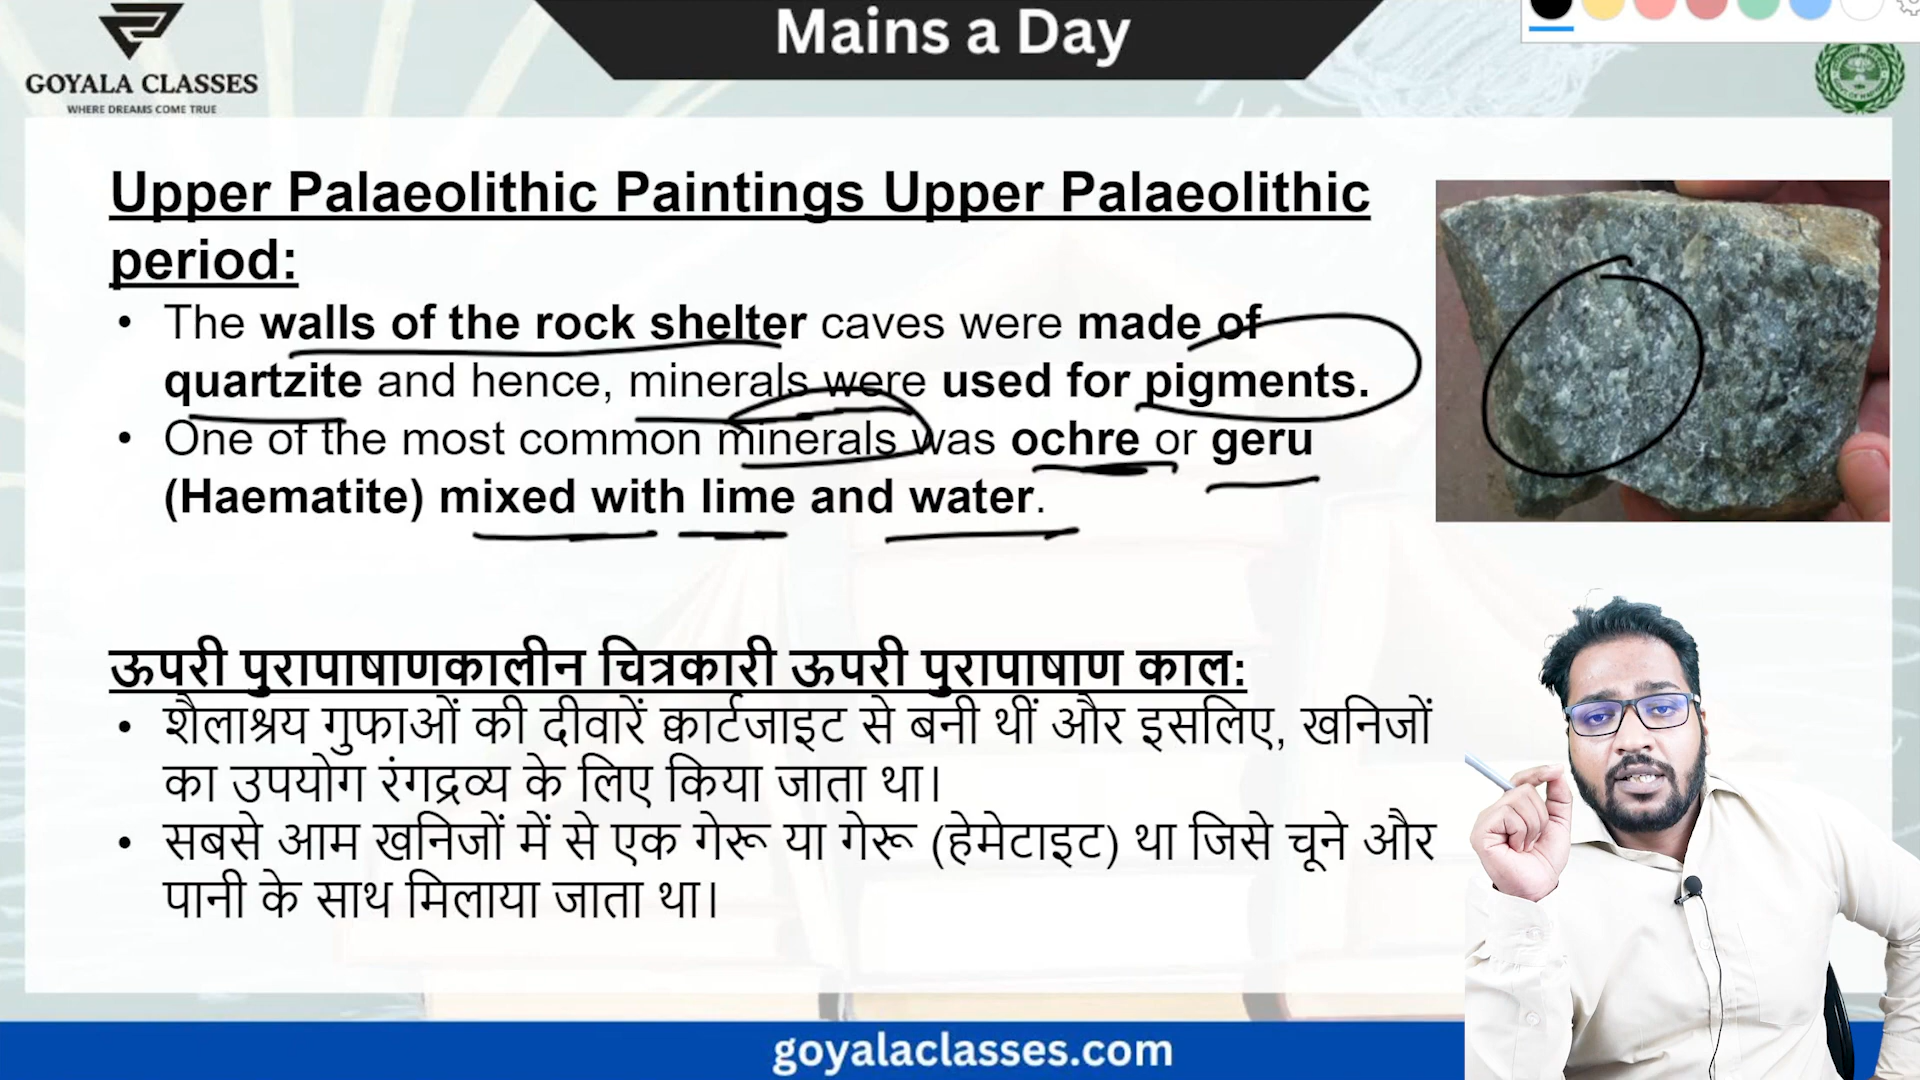 Mains a Day
GOYALA CLASSES
WHERE DREAMS COME TRUE
Upper Palaeolithic Paintings Upper Palaeolithic
period:
• The walls of the rock shelter caves were made of
quartzite and hence, minerals were used for pigments.
• One of the most common minerals was ochre or geru
(Haematite) mixed with lime and water.
ऊपरी पुरापाषाणकालीन चित्रकारी ऊपरी पुरापाषाण काल:
• शैलाश्रय गुफाओं की दीवारें क्वार्टजाइट से बनी थीं और इसलिए, खनिजों
का उपयोग रंगद्रव्य के लिए किया जाता था।
• सबसे आम खनिजों में से एक गेरू या गेरू (हेमेटाइट) था जिसे चूने और
पानी के साथ मिलाया जाता था।
goyalaclasses.com